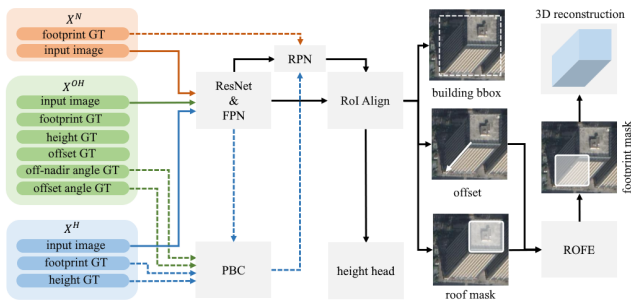 X^N
footprint GT
input image
X^OH
input image
footprint GT
height GT
offset GT
off-nadir angle GT
offset angle GT
X^H
input image
footprint GT
height GT
ResNet
&
FPN
PBC
RPN
RoI Align
height head
building bbox
offset
roof mask
3D reconstruction
footprint mask
ROFE